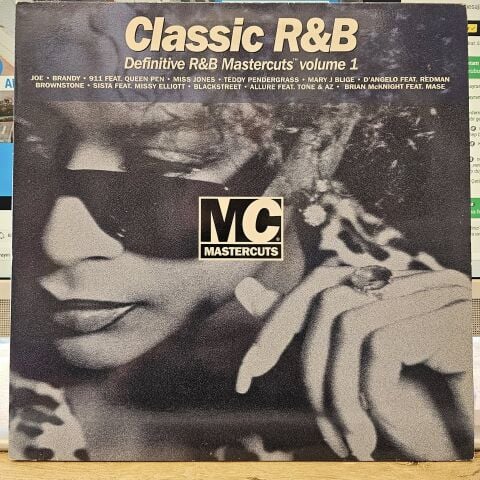 Classic R&B
Definitive R&B Mastercuts™ volume 1
JOE • BRANDY • 911 FEAT. QUEEN PEN • MISS JONES • TEDDY PENDERGRASS • MARY J BLIGE • D'ANGELO FEAT. REDMAN
BROWNSTONE • SISTA FEAT. MISSY ELLIOTT • BLACKSTREET • ALLURE FEAT. TONE & AZ • BRIAN McKNIGHT FEAT. MASE
MC
MASTERCUTS